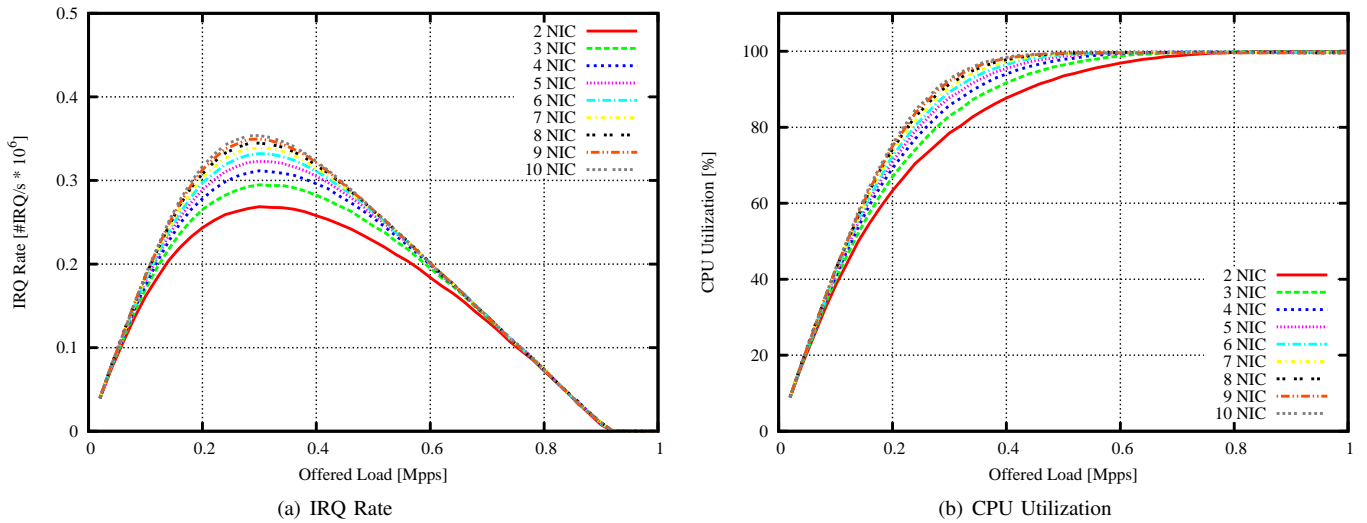 0.5
0.4
0.3
0.2
0.1
0
0
0.2
0.4
0.6
0.8
1
IRQ Rate [#IRQ/s * 10^6]
Offered Load [Mpps]
2 NIC
3 NIC
4 NIC
5 NIC
6 NIC
7 NIC
8 NIC
9 NIC
10 NIC
(a) IRQ Rate
100
80
60
40
20
0
0
0.2
0.4
0.6
0.8
1
CPU Utilization [%]
Offered Load [Mpps]
2 NIC
3 NIC
4 NIC
5 NIC
6 NIC
7 NIC
8 NIC
9 NIC
10 NIC
(b) CPU Utilization